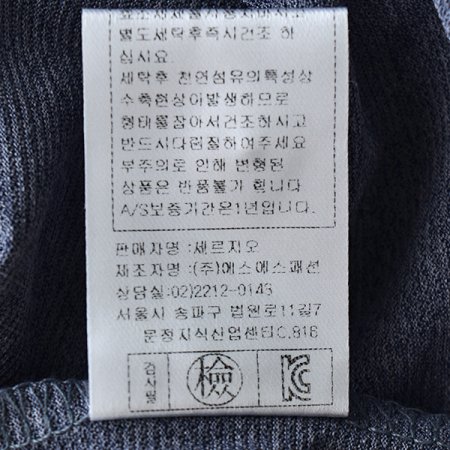 별도세탁후즉시건조 하
십시요.
세탁후 천연섬유의특성상
수축현상이발생하므로
형태를잡아서건조하시고
반드시다림질하여주세요
부주의로 인해 변형된
상품은 반품불가 합니다
A/S보증기간은1년입니다.
판매자명 : 세르지오
제조자명 : (주)에스에스패션
상담실:02)2212-0143
서울시 송파구 법원로11길7
문정지식산업센터C.818
검사필 檢 KC